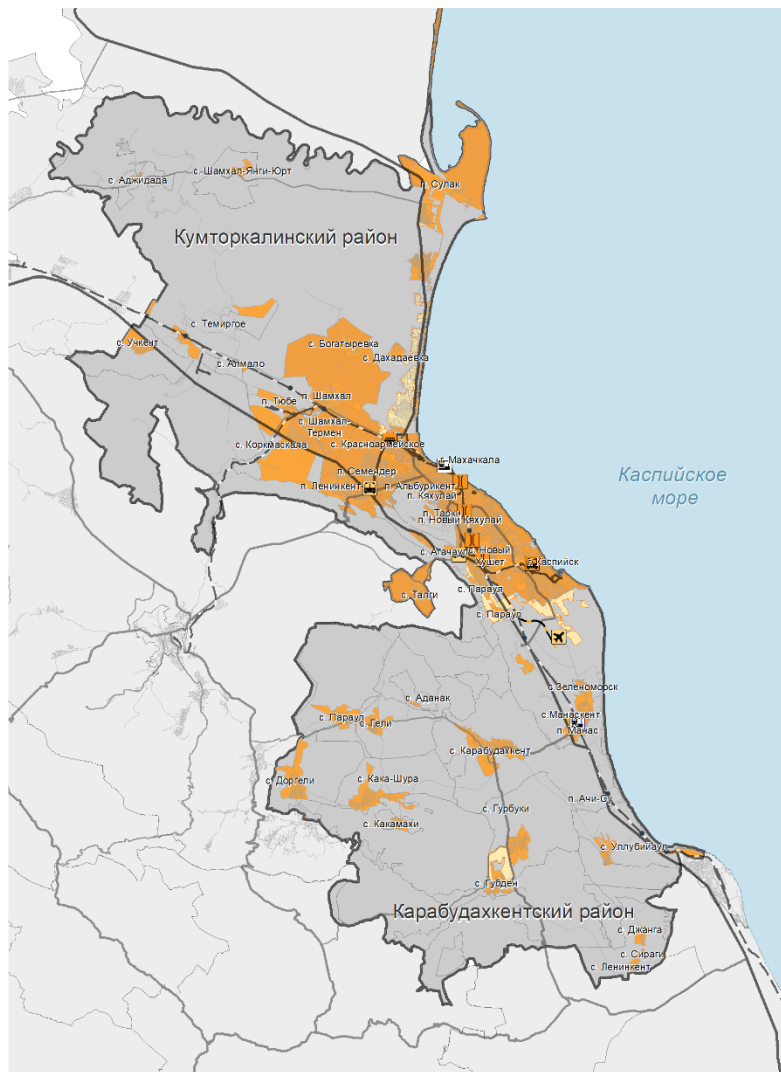 с. Шамхал-Янги-Юрт
с. Аджидада
п. Сулак
Кумторкалинский район
с. Темиргое
с. Учкент
с. Богатыревка
с. Дахадаевка
с. Алмало
п. Шамхал
п. Тюбе
с. Шамхал-
Термен
с. Коркмаскала
с. Красноармейское
г. Махачкала
п. Семендер
п. Ленинкент
п. Альбурикент
п. Кяхулай
Каспийское
море
п. Тарки
п. Новый Кяхулай
с. Агачаул
с. Новый
Хушет
г. Каспийск
с. Талги
с. Параул
с. Параул
с. Зеленоморск
с. Аданак
с. Параул
с. Гели
с. Манаскент
п. Манас
с. Карабудахкент
с. Доргели
с. Кака-Шура
п. Ачи-Су
с. Гурбуки
с. Какамахи
с. Уллубийаул
с. Губден
Карабудахкентский район
с. Джанга
с. Сираги
с. Ленинкент